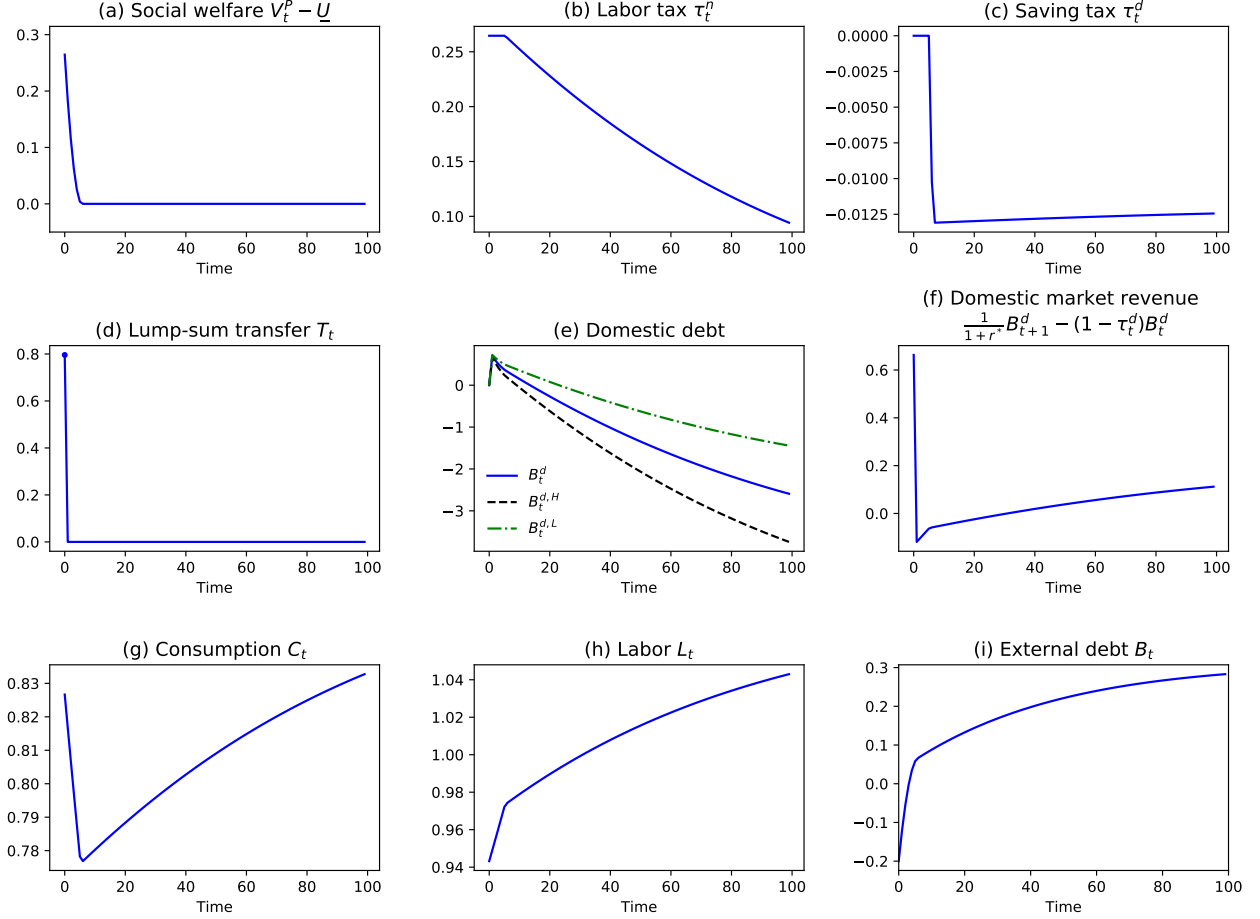 (a) Social welfare $V_t^P - \underline{U}$
0.3
0.2
0.1
0.0
0 20 40 60 80 100
Time
(b) Labor tax $\tau_t^n$
0.25
0.20
0.15
0.10
0 20 40 60 80 100
Time
(c) Saving tax $\tau_t^d$
0.0000
−0.0025
−0.0050
−0.0075
−0.0100
−0.0125
0 20 40 60 80 100
Time
(d) Lump-sum transfer $T_t$
0.8
0.6
0.4
0.2
0.0
0 20 40 60 80 100
Time
(e) Domestic debt
0
−1
−2
−3
$B_t^d$
$B_t^{d,H}$
$B_t^{d,L}$
0 20 40 60 80 100
Time
(f) Domestic market revenue
$\frac{1}{1+r^*}B_{t+1}^d - (1-\tau_t^d)B_t^d$
0.6
0.4
0.2
0.0
0 20 40 60 80 100
Time
(g) Consumption $C_t$
0.83
0.82
0.81
0.80
0.79
0.78
0 20 40 60 80 100
Time
(h) Labor $L_t$
1.04
1.02
1.00
0.98
0.96
0.94
0 20 40 60 80 100
Time
(i) External debt $B_t$
0.3
0.2
0.1
0.0
−0.1
−0.2
0 20 40 60 80 100
Time